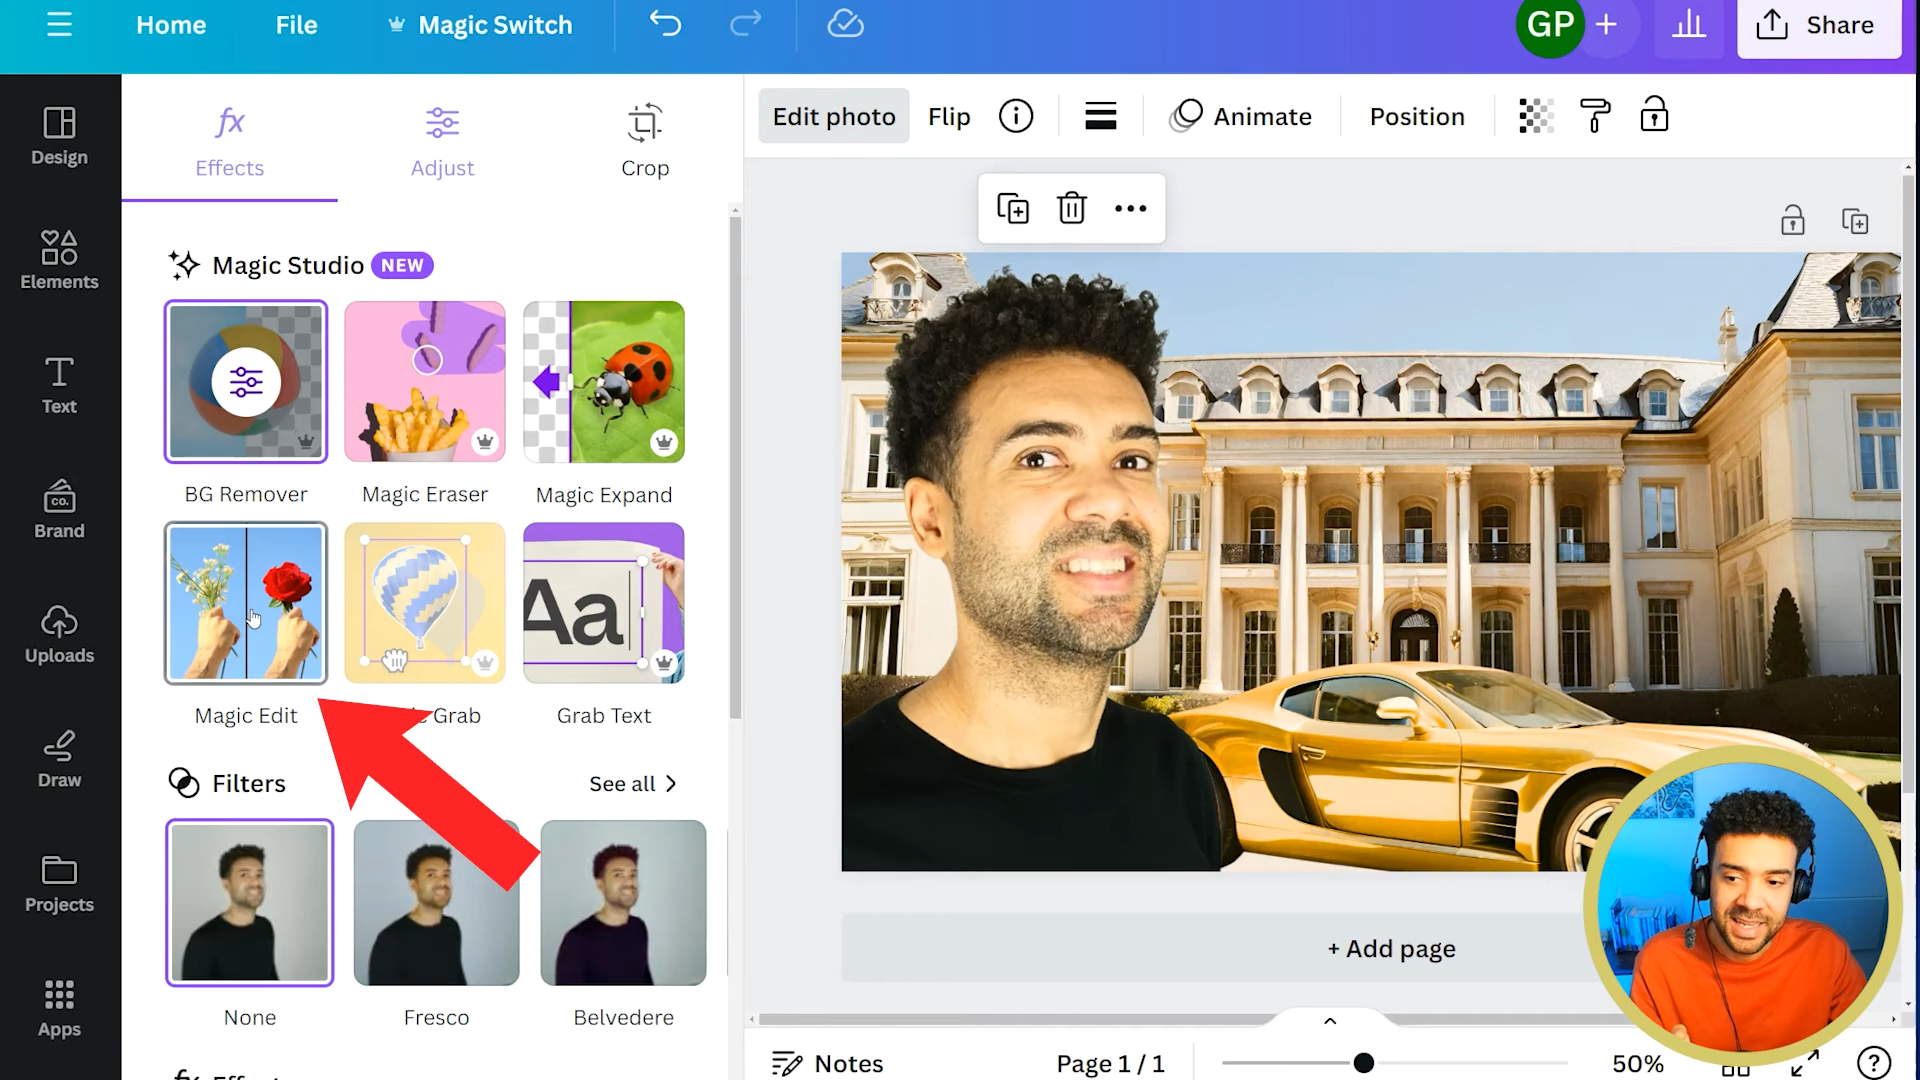 Home File Magic Switch GP + Share
Design
Elements
Text
CO.
Brand
Uploads
Draw
Projects
Apps
fx
Effects Adjust Crop
Magic Studio NEW
BG Remover Magic Eraser Magic Expand
Aa
Magic Edit Grab Grab Text
Filters See all
None Fresco Belvedere
Edit photo Flip Animate Position
+ Add page
Notes Page 1 / 1 50% ?